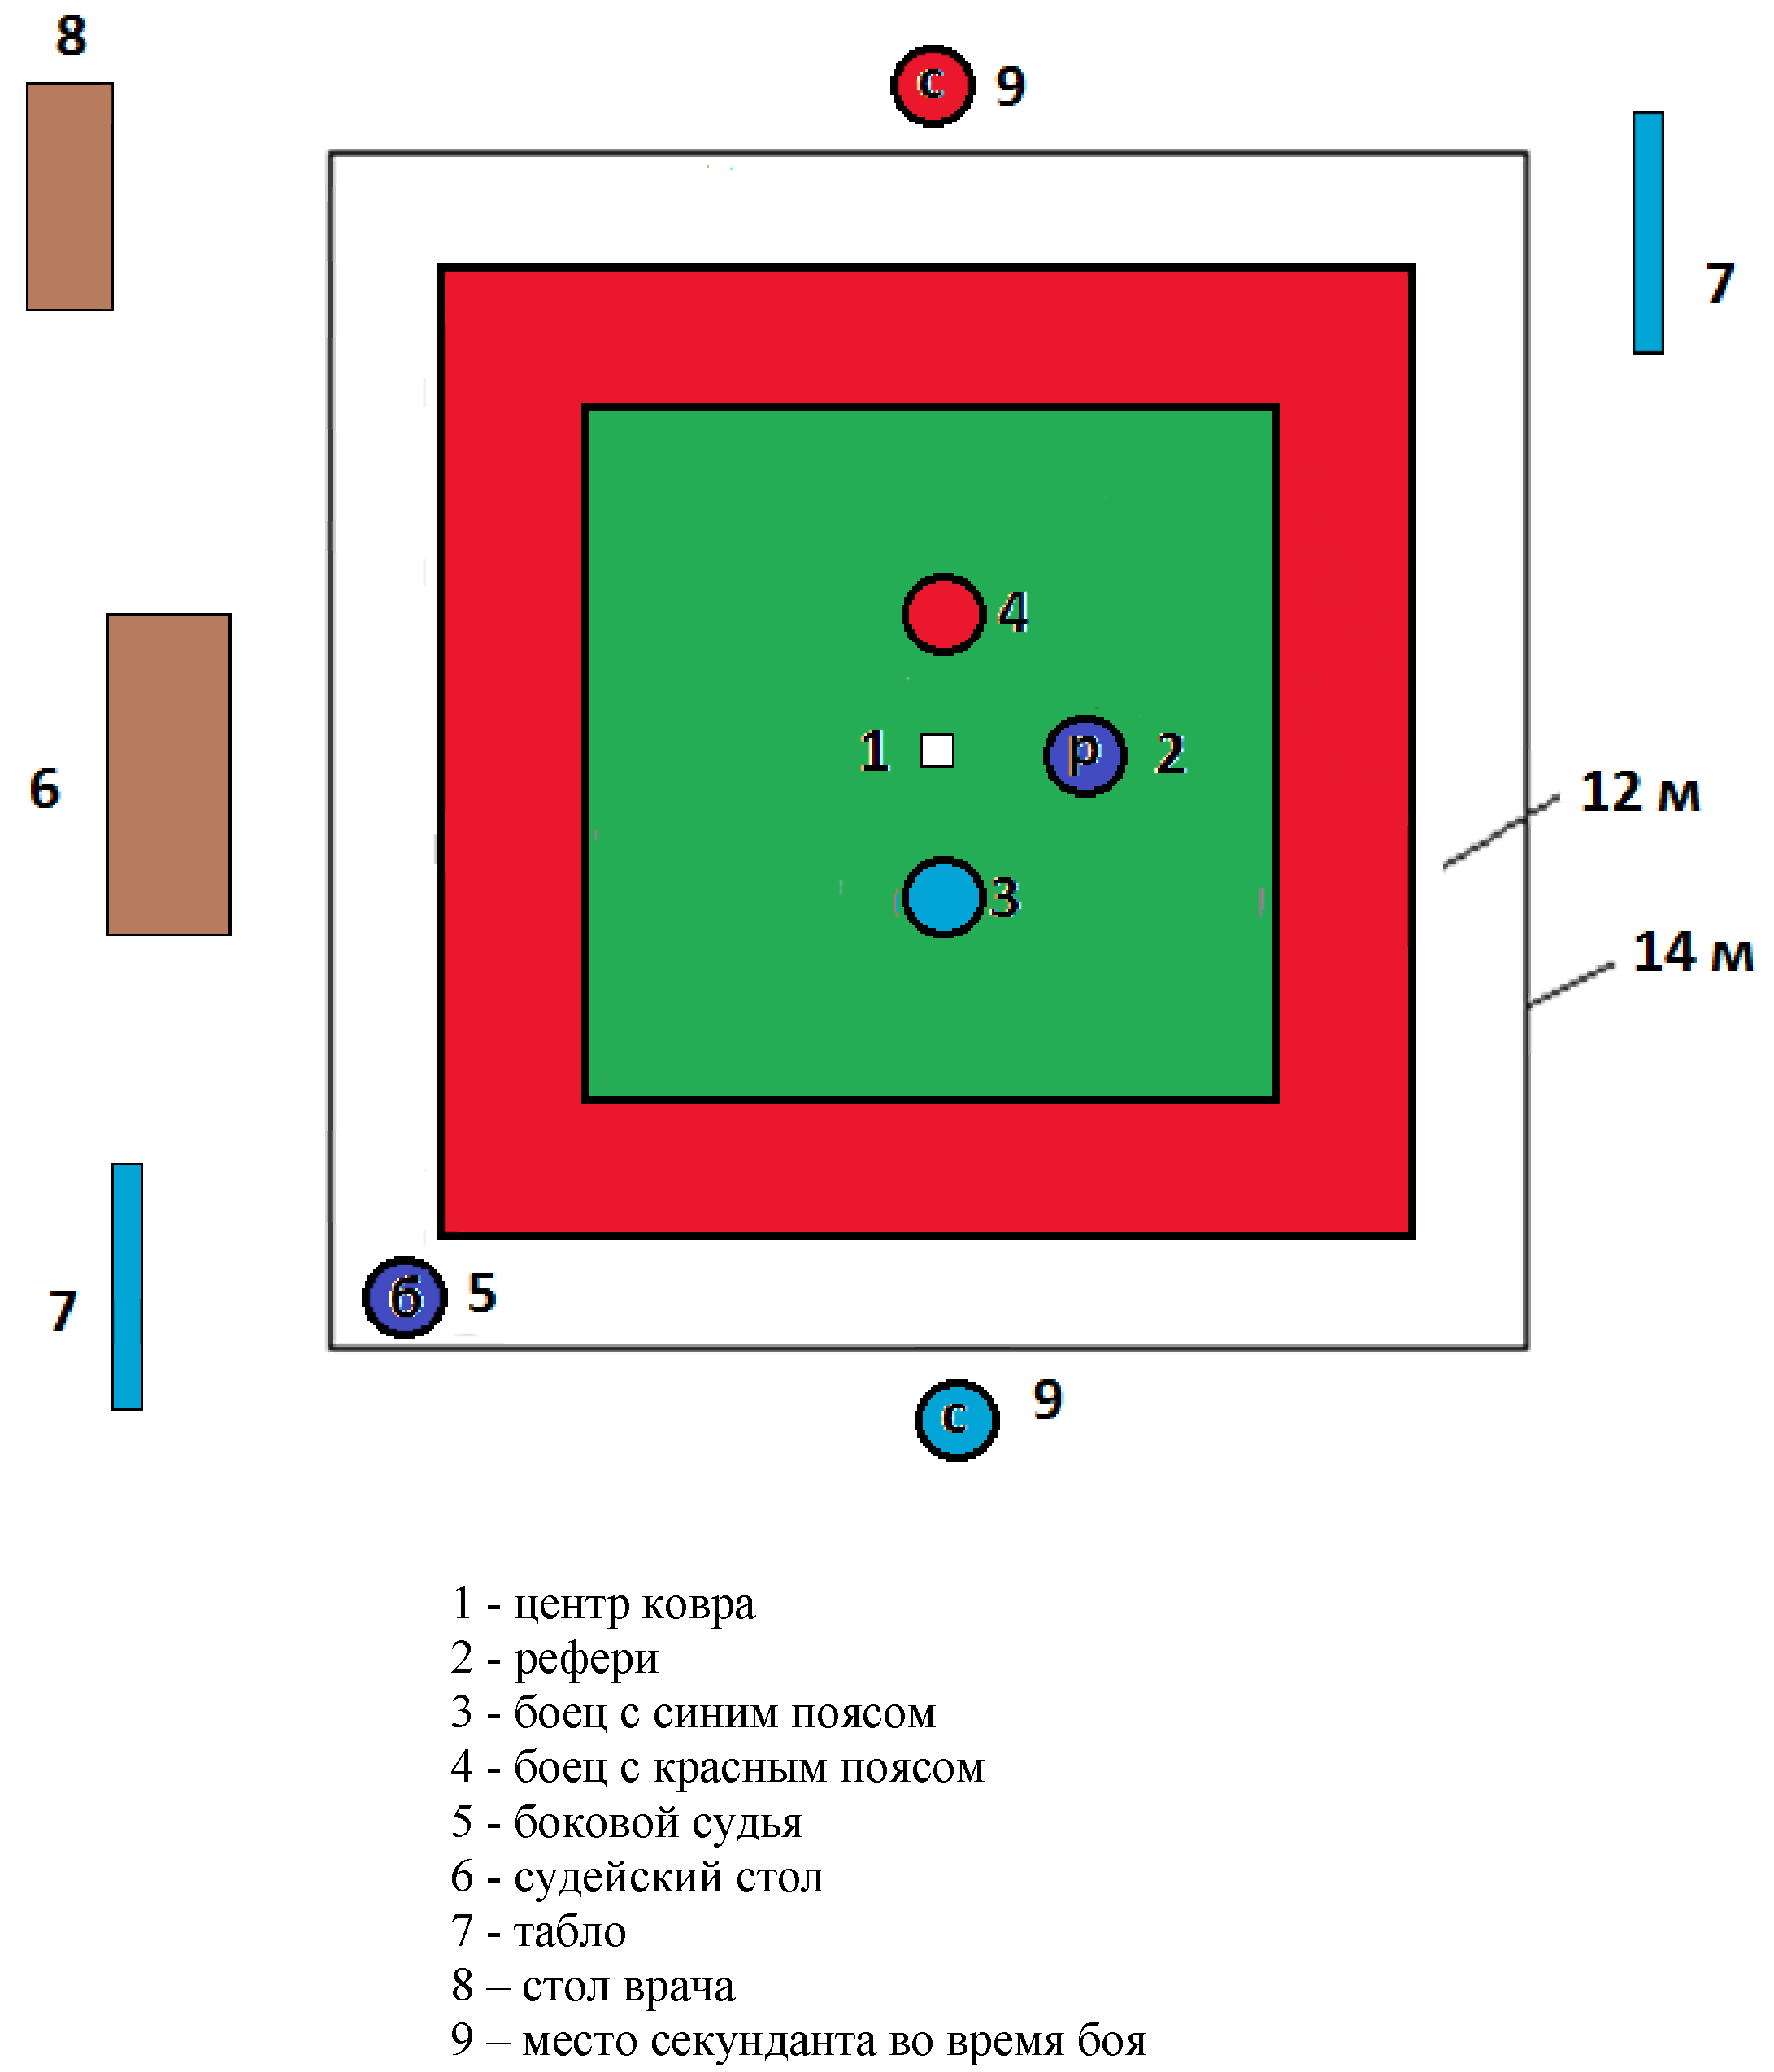 8
с 9
7
4
1
р 2
6
12 м
3
14 м
7
б 5
с 9
1 - центр ковра
2 - рефери
3 - боец с синим поясом
4 - боец с красным поясом
5 - боковой судья
6 - судейский стол
7 - табло
8 – стол врача
9 – место секунданта во время боя